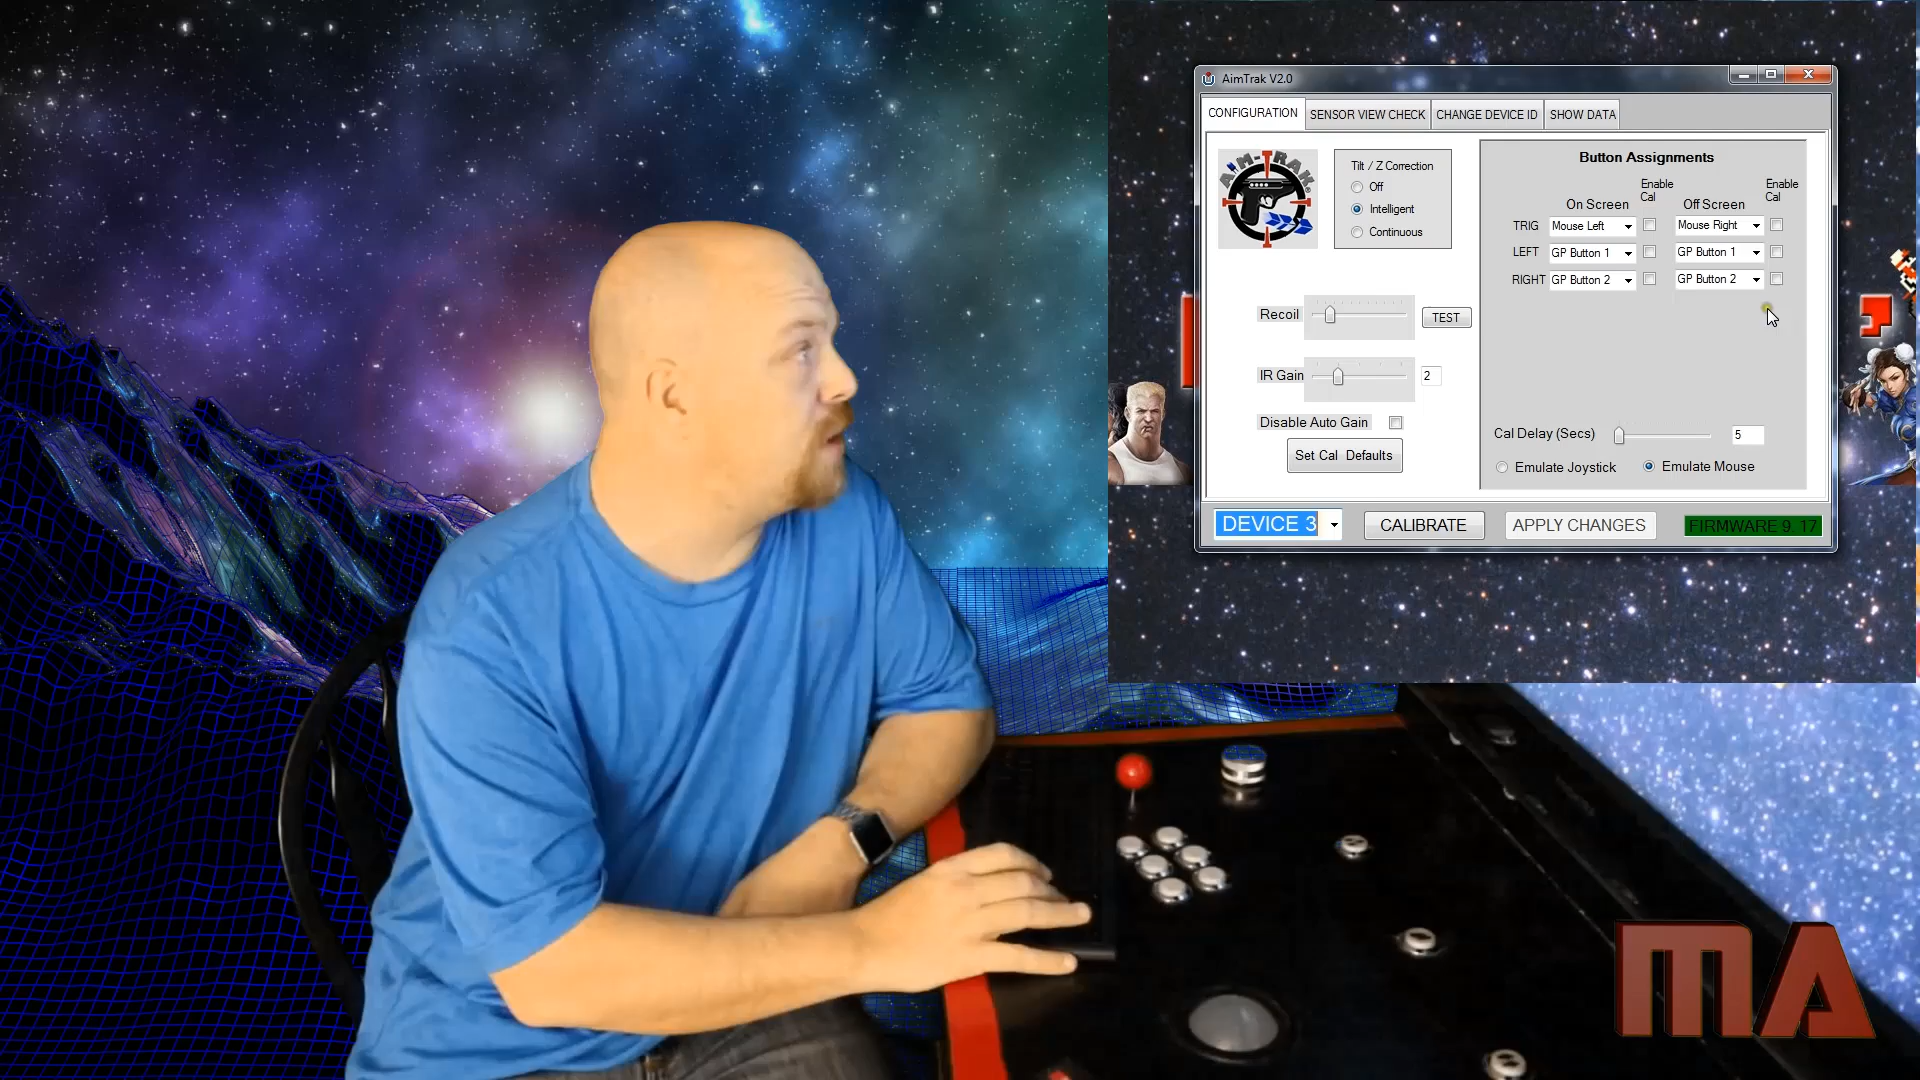 AimTrak V2.0
CONFIGURATION
SENSOR VIEW CHECK
CHANGE DEVICE ID
SHOW DATA
AIM-TRAK
Tilt / Z Correction
Off
Intelligent
Continuous
Recoil
TEST
IR Gain
2
Disable Auto Gain
Set Cal Defaults
Button Assignments
On Screen
Enable
Cal
Off Screen
Enable
Cal
TRIG Mouse Left Mouse Right
LEFT GP Button 1 GP Button 1
RIGHT GP Button 2 GP Button 2
Cal Delay (Secs) 5
Emulate Joystick Emulate Mouse
DEVICE 3 CALIBRATE APPLY CHANGES FIRMWARE 9.17
MA